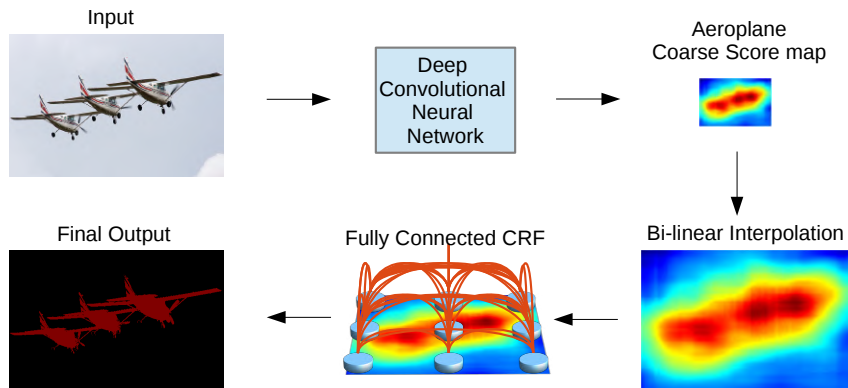 Input
Deep
Convolutional
Neural
Network
Aeroplane
Coarse Score map
Bi-linear Interpolation
Fully Connected CRF
Final Output